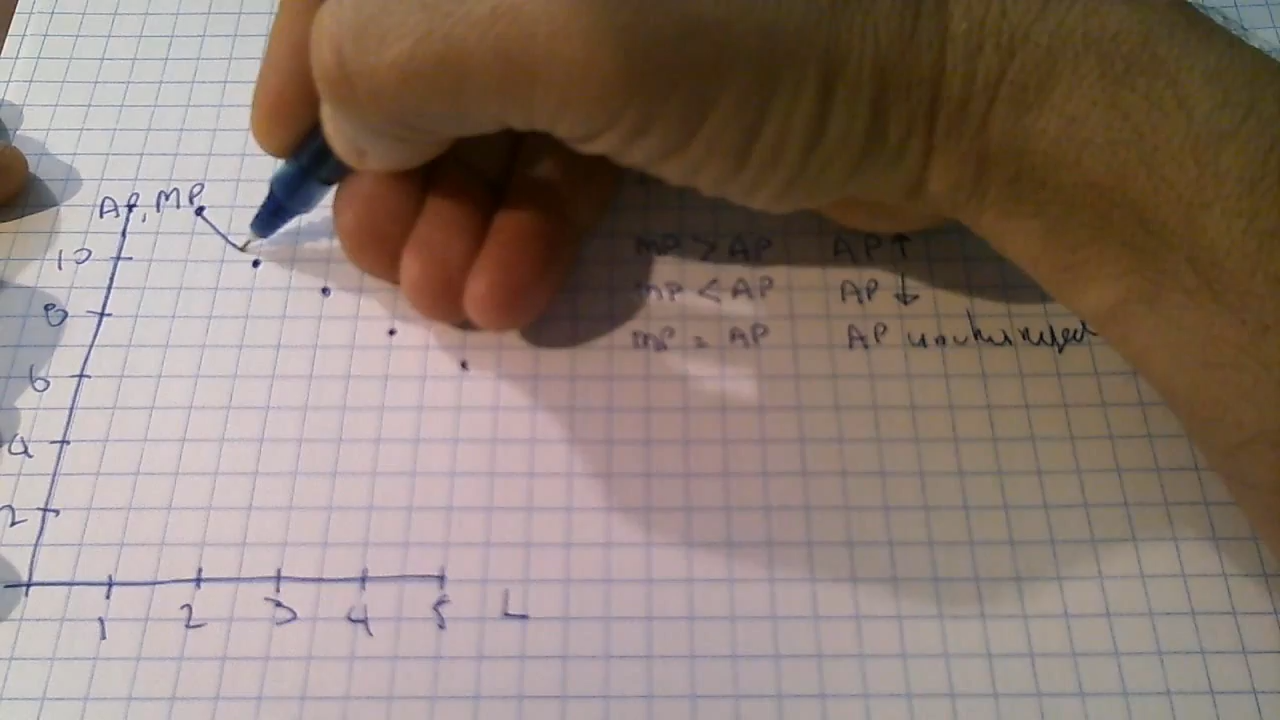 AP, MP
10
8
6
4
2
1 2 3 4 5 L
MP > AP AP ↑
MP < AP AP ↓
MP = AP AP unchanged